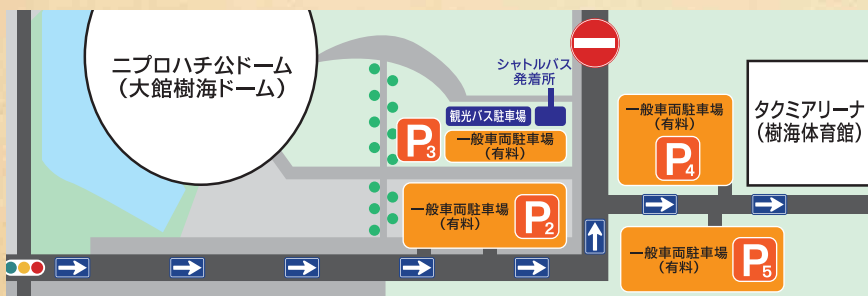 ニプロハチ公ドーム
（大館樹海ドーム）
シャトルバス
発着所
観光バス駐車場
P3
一般車両駐車場
（有料）
一般車両駐車場
（有料）
P2
一般車両駐車場
（有料）
P4
タクミアリーナ
（樹海体育館）
一般車両駐車場
（有料）
P5